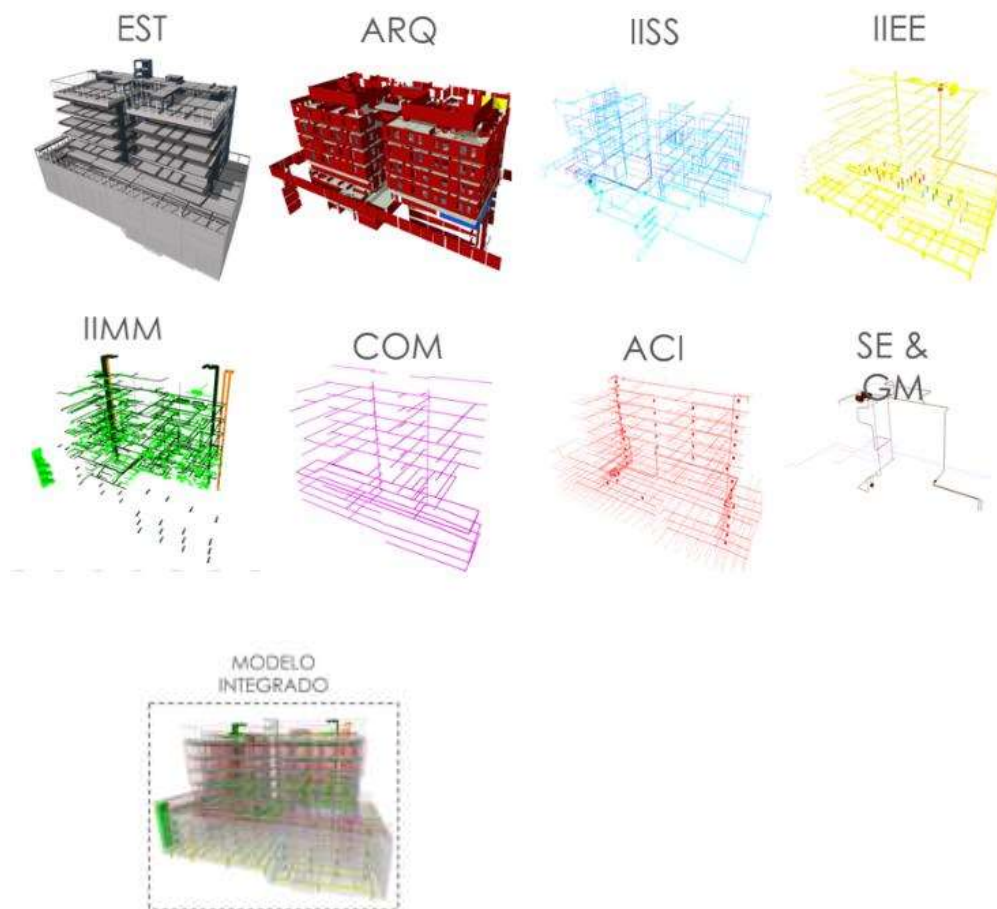 EST
ARQ
IISS
IIEE
IIMM
COM
ACI
SE &
GM
MODELO
INTEGRADO